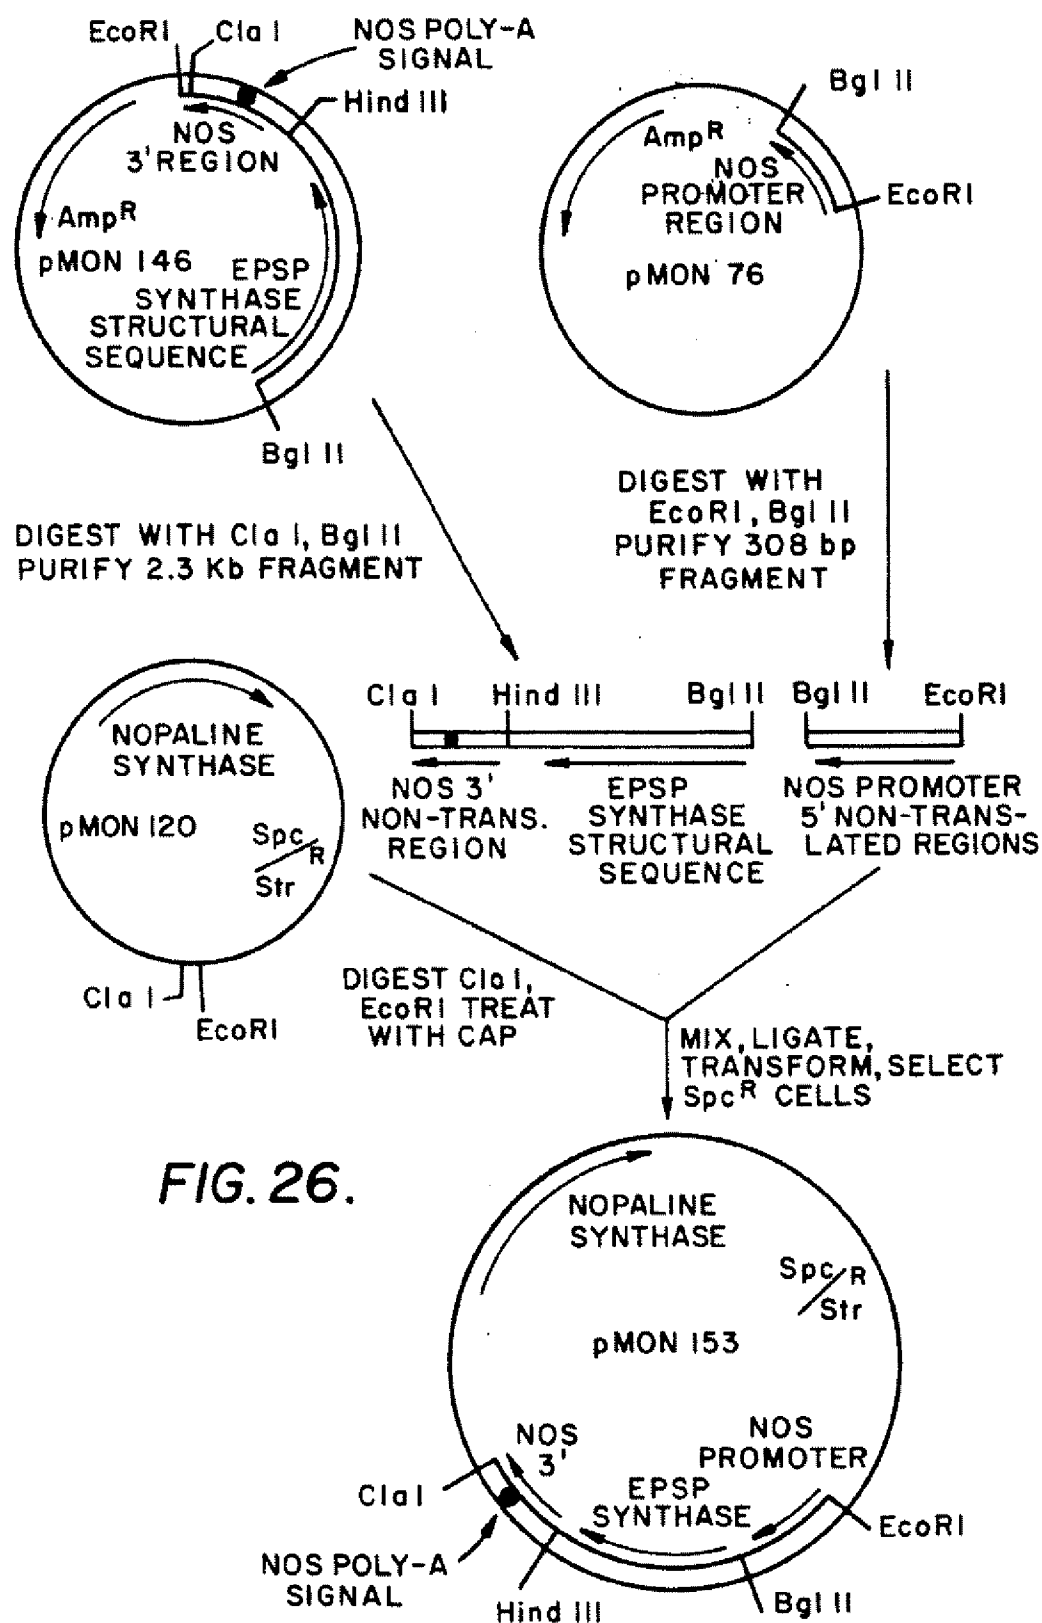 EcoRI
Cla I
NOS POLY-A
SIGNAL
Hind III
NOS
3' REGION
AmpR
pMON 146
EPSP
SYNTHASE
STRUCTURAL
SEQUENCE
Bgl II
Bgl II
AmpR
NOS
PROMOTER
REGION
EcoRI
pMON 76
DIGEST WITH Cla I, Bgl II
PURIFY 2.3 Kb FRAGMENT
DIGEST WITH
EcoRI, Bgl II
PURIFY 308 bp
FRAGMENT
Cla I
Hind III
Bgl II
Bgl II
EcoRI
NOS 3'
NON-TRANS.
REGION
EPSP
SYNTHASE
STRUCTURAL
SEQUENCE
NOS PROMOTER
5' NON-TRANS-
LATED REGIONS
NOPALINE
SYNTHASE
pMON 120
Spc/R
Str
Cla I
EcoRI
DIGEST Cla I,
EcoRI TREAT
WITH CAP
MIX, LIGATE,
TRANSFORM, SELECT
SpcR CELLS
FIG. 26.
NOPALINE
SYNTHASE
Spc/R
Str
pMON 153
NOS
3'
NOS
PROMOTER
EPSP
SYNTHASE
Cla I
EcoRI
NOS POLY-A
SIGNAL
Hind III
Bgl II